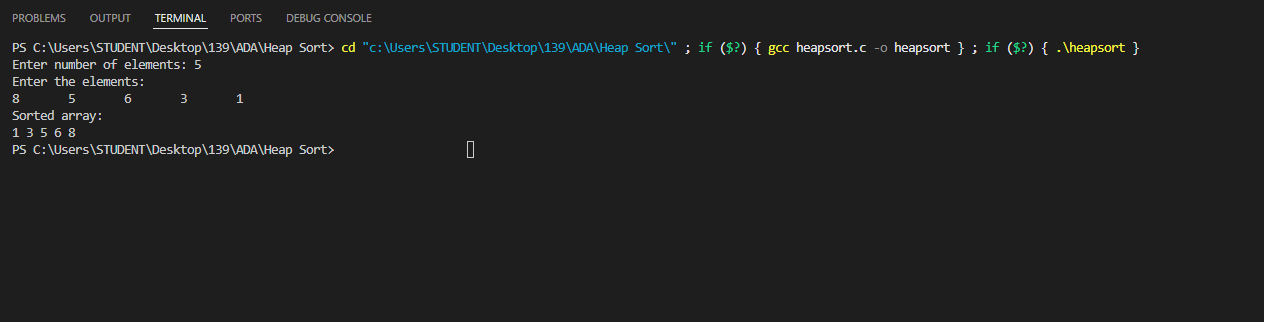 PROBLEMS OUTPUT TERMINAL PORTS DEBUG CONSOLE
PS C:\Users\STUDENT\Desktop\139\ADA\Heap Sort> cd "c:\Users\STUDENT\Desktop\139\ADA\Heap Sort\" ; if ($?) { gcc heapsort.c -o heapsort } ; if ($?) { .\heapsort }
Enter number of elements: 5
Enter the elements:
8 5 6 3 1
Sorted array:
1 3 5 6 8
PS C:\Users\STUDENT\Desktop\139\ADA\Heap Sort>